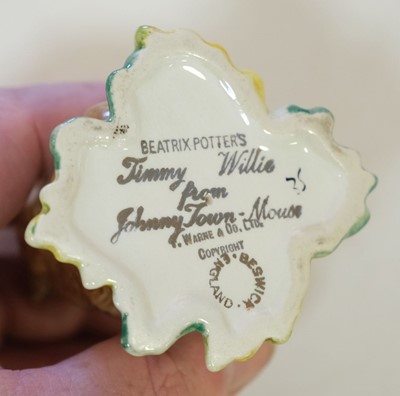 BEATRIX POTTER'S
Timmy Willie
from
Johnny Town-Mouse
F. WARNE & CO. LTD.
COPYRIGHT
BESWICK
ENGLAND